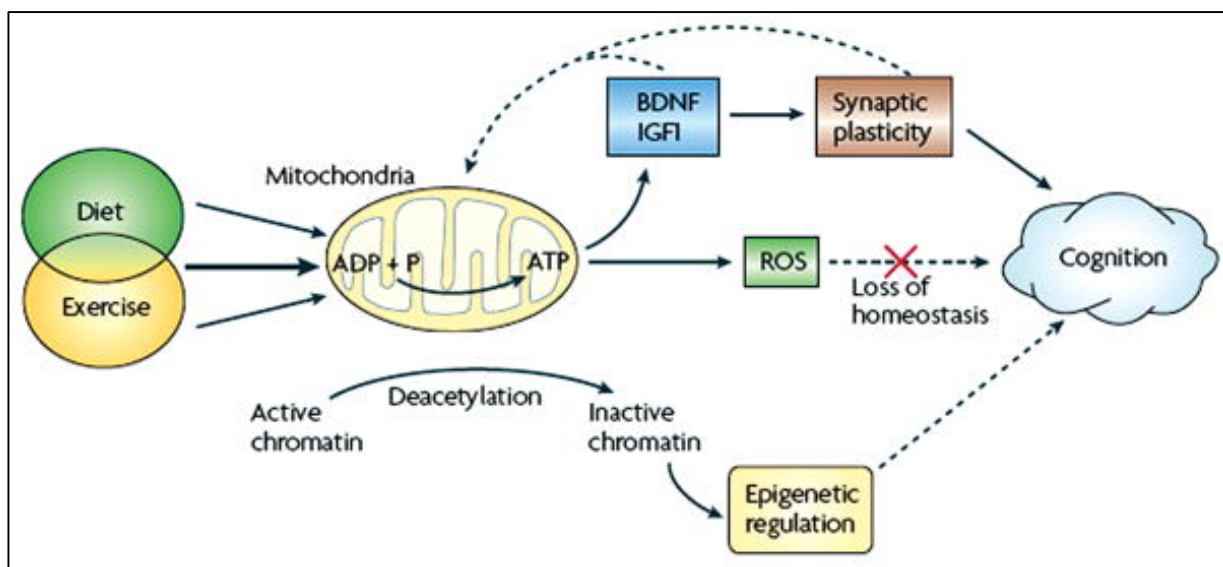 BDNF
IGFI
Synaptic
plasticity
Mitochondria
Diet
ADP + P
ATP
ROS
Cognition
Exercise
Loss of
homeostasis
Deacetylation
Active
chromatin
Inactive
chromatin
Epigenetic
regulation